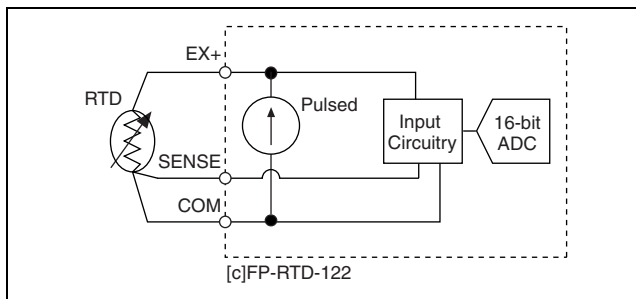 EX+
RTD
Pulsed
Input
Circuitry
16-bit
ADC
SENSE
COM
[c]FP-RTD-122